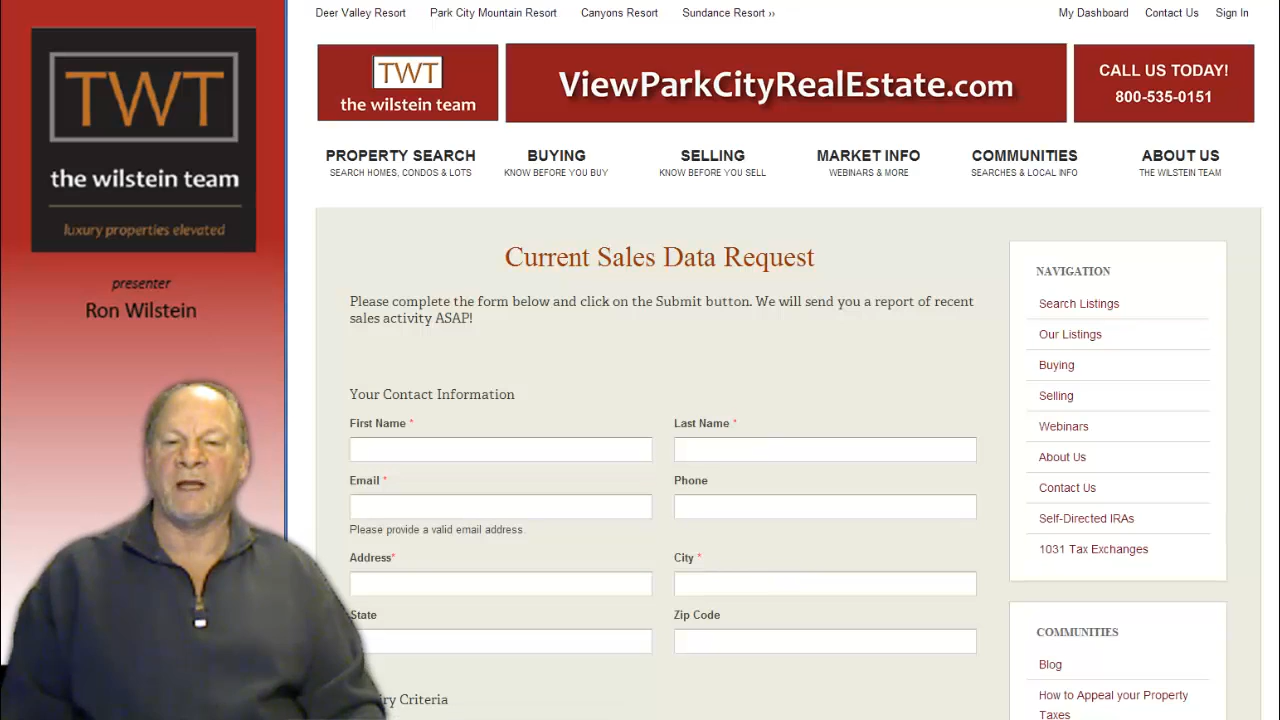 TWT
the wilstein team
luxury properties elevated
presenter
Ron Wilstein
Deer Valley Resort
Park City Mountain Resort
Canyons Resort
Sundance Resort ››
My Dashboard
Contact Us
Sign In
TWT
the wilstein team
ViewParkCityRealEstate.com
CALL US TODAY!
800-535-0151
PROPERTY SEARCH
SEARCH HOMES, CONDOS & LOTS
BUYING
KNOW BEFORE YOU BUY
SELLING
KNOW BEFORE YOU SELL
MARKET INFO
WEBINARS & MORE
COMMUNITIES
SEARCHES & LOCAL INFO
ABOUT US
THE WILSTEIN TEAM
Current Sales Data Request
Please complete the form below and click on the Submit button. We will send you a report of recent
sales activity ASAP!
Your Contact Information
First Name *
Last Name *
Email *
Phone
Please provide a valid email address.
Address*
City *
State
Zip Code
Criteria
NAVIGATION
Search Listings
Our Listings
Buying
Selling
Webinars
About Us
Contact Us
Self-Directed IRAs
1031 Tax Exchanges
COMMUNITIES
Blog
How to Appeal your Property
Taxes